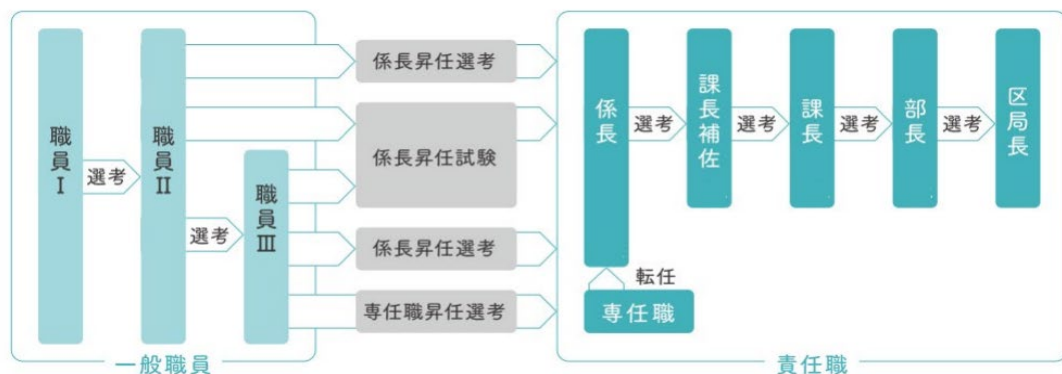 職員Ⅰ
選考
職員Ⅱ
選考
職員Ⅲ
一般職員
係長昇任選考
係長昇任試験
係長昇任選考
専任職昇任選考
係長
選考
課長補佐
選考
課長
選考
部長
選考
区局長
転任
専任職
責任職